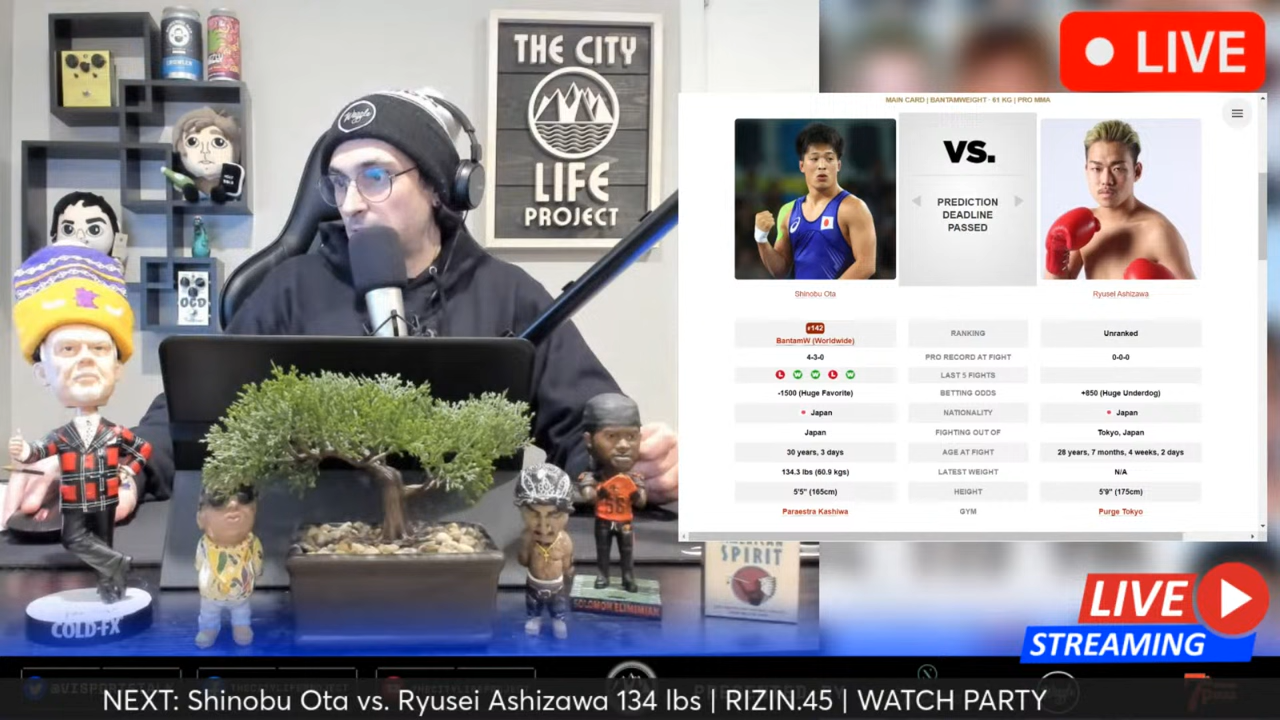 THE CITY
LIFE
PROJECT
Waggle
OCD
COLD-FX
SOLOMON ELIMIMIAN
SPIRIT
LIVE
MAIN CARD | BANTAMWEIGHT · 61 KG | PRO MMA
VS.
PREDICTION
DEADLINE
PASSED
Shinobu Ota
Ryusei Ashizawa
#142
BantamW (Worldwide)
RANKING
Unranked
4-3-0
PRO RECORD AT FIGHT
0-0-0
L W W L W
LAST 5 FIGHTS
-1500 (Huge Favorite)
BETTING ODDS
+850 (Huge Underdog)
Japan
NATIONALITY
Japan
Japan
FIGHTING OUT OF
Tokyo, Japan
30 years, 3 days
AGE AT FIGHT
28 years, 7 months, 4 weeks, 2 days
134.3 lbs (60.9 kgs)
LATEST WEIGHT
N/A
5'5" (165cm)
HEIGHT
5'9" (175cm)
Paraestra Kashiwa
GYM
Purge Tokyo
LIVE
STREAMING
NEXT: Shinobu Ota vs. Ryusei Ashizawa 134 lbs | RIZIN.45 | WATCH PARTY